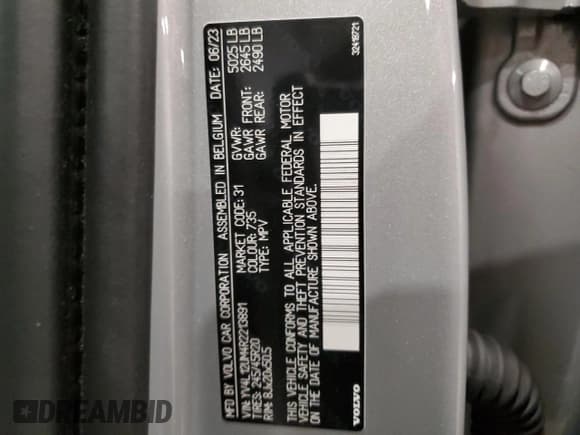 MFD BY VOLVO CAR CORPORATION ASSEMBLED IN BELGIUM DATE: 06/23
VIN: YV4L12UM4R2213891 MARKET CODE: 31 GVWR: 5025 LB
TIRES: 245/45R20 COLOUR: 735 GAWR FRONT: 2645 LB
RIM: 8Jx20x50.5 TYPE: MPV GAWR REAR: 2490 LB
THIS VEHICLE CONFORMS TO ALL APPLICABLE FEDERAL MOTOR
VEHICLE SAFETY AND THEFT PREVENTION STANDARDS IN EFFECT
ON THE DATE OF MANUFACTURE SHOWN ABOVE.
VOLVO
32418721
DREAMBID